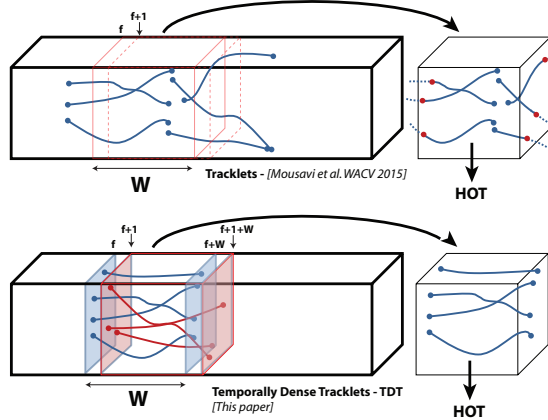 f+1
f
W
Tracklets - [Mousavi et al. WACV 2015]
HOT
f+1
f+1+W
f
f+W
W
Temporally Dense Tracklets - TDT
[This paper]
HOT